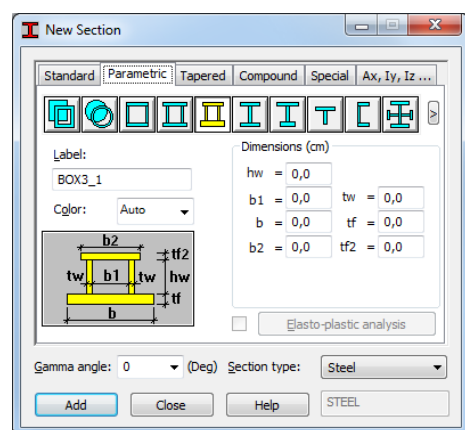 New Section
Standard Parametric Tapered Compound Special Ax, Iy, Iz ...
Label:
BOX3_1
Color: Auto
b2
tf2
tw b1 tw hw
tf
b
Dimensions (cm)
hw = 0,0
b1 = 0,0 tw = 0,0
b = 0,0 tf = 0,0
b2 = 0,0 tf2 = 0,0
Elasto-plastic analysis
Gamma angle: 0 (Deg) Section type: Steel
Add Close Help STEEL